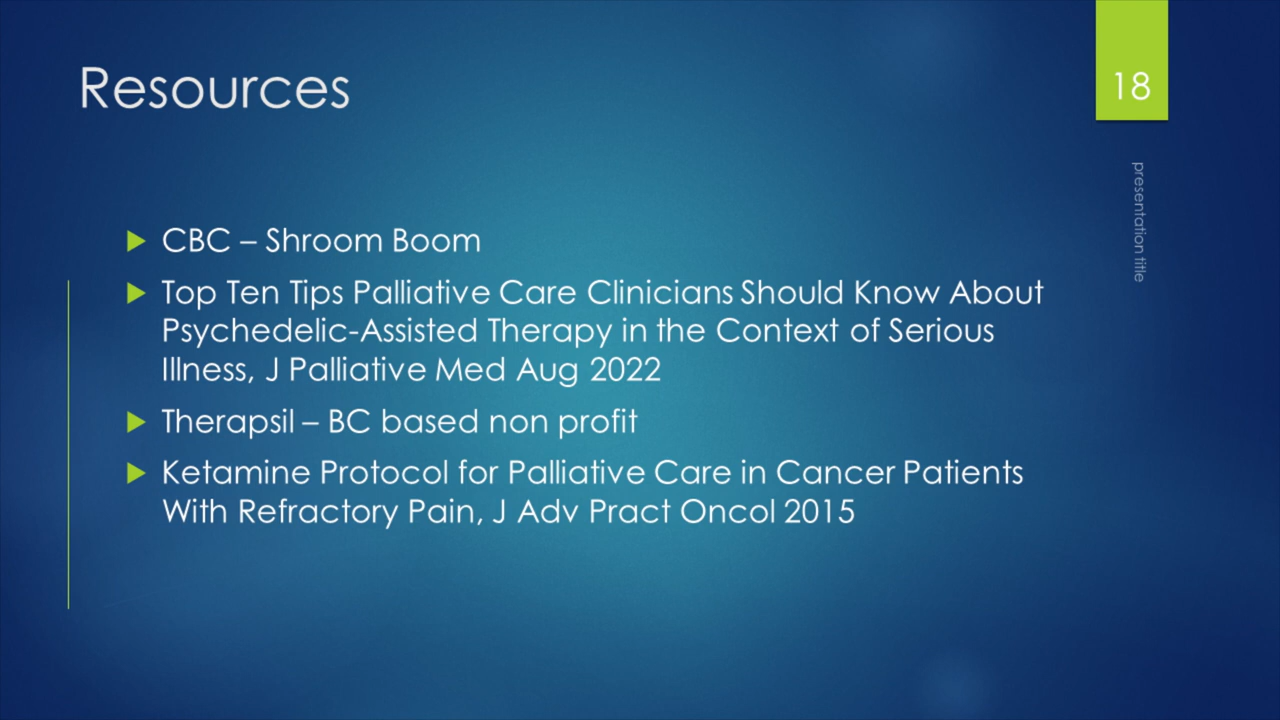 Resources
18
presentation title
CBC – Shroom Boom
Top Ten Tips Palliative Care Clinicians Should Know About
Psychedelic-Assisted Therapy in the Context of Serious
Illness, J Palliative Med Aug 2022
Therapsil – BC based non profit
Ketamine Protocol for Palliative Care in Cancer Patients
With Refractory Pain, J Adv Pract Oncol 2015